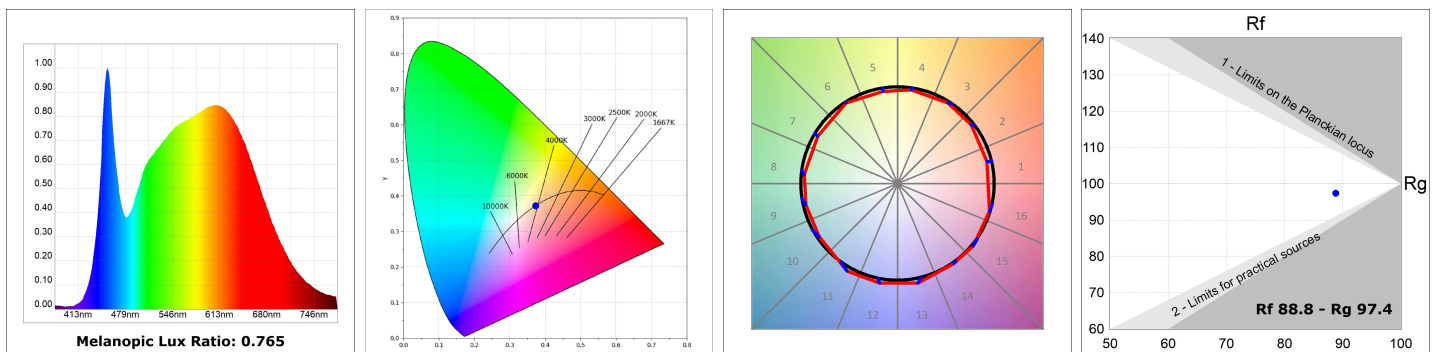 1.00
0.90
0.80
0.70
0.60
0.50
0.40
0.30
0.20
0.10
0.00
413nm 479nm 546nm 613nm 680nm 746nm
Melanopic Lux Ratio: 0.765
0.9
0.8
0.7
0.6
0.5
0.4
0.3
0.2
0.1
0.0
y
0.0 0.1 0.2 0.3 0.4 0.5 0.6 0.7 0.8
10000K
6000K
4000K
3000K
2500K
2000K
1667K
1
2
3
4
5
6
7
8
9
10
11
12
13
14
15
16
Rf
140
130
120
110
100
90
80
70
60
50 60 70 80 90 100
Rg
1 - Limits on the Planckian locus
2 - Limits for practical sources
Rf 88.8 - Rg 97.4